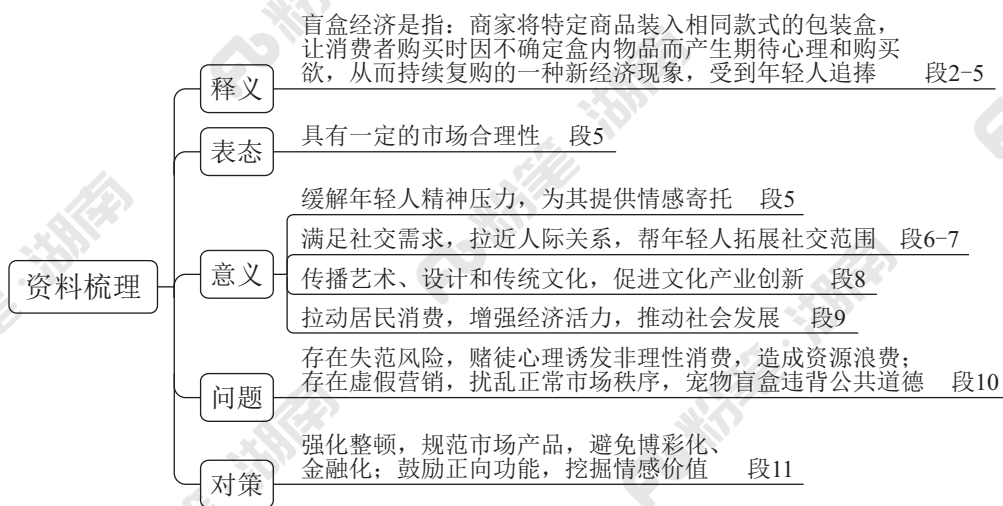 盲盒经济是指：商家将特定商品装入相同款式的包装盒，
让消费者购买时因不确定盒内物品而产生期待心理和购买
欲，从而持续复购的一种新经济现象，受到年轻人追捧 段2-5
释义
具有一定的市场合理性 段5
表态
缓解年轻人精神压力，为其提供情感寄托 段5
满足社交需求，拉近人际关系，帮年轻人拓展社交范围 段6-7
资料梳理
意义
传播艺术、设计和传统文化，促进文化产业创新 段8
拉动居民消费，增强经济活力，推动社会发展 段9
存在失范风险，赌徒心理诱发非理性消费，造成资源浪费；
存在虚假营销，扰乱正常市场秩序，宠物盲盒违背公共道德 段10
问题
强化整顿，规范市场产品，避免博彩化、
金融化；鼓励正向功能，挖掘情感价值 段11
对策
粉笔·湖南